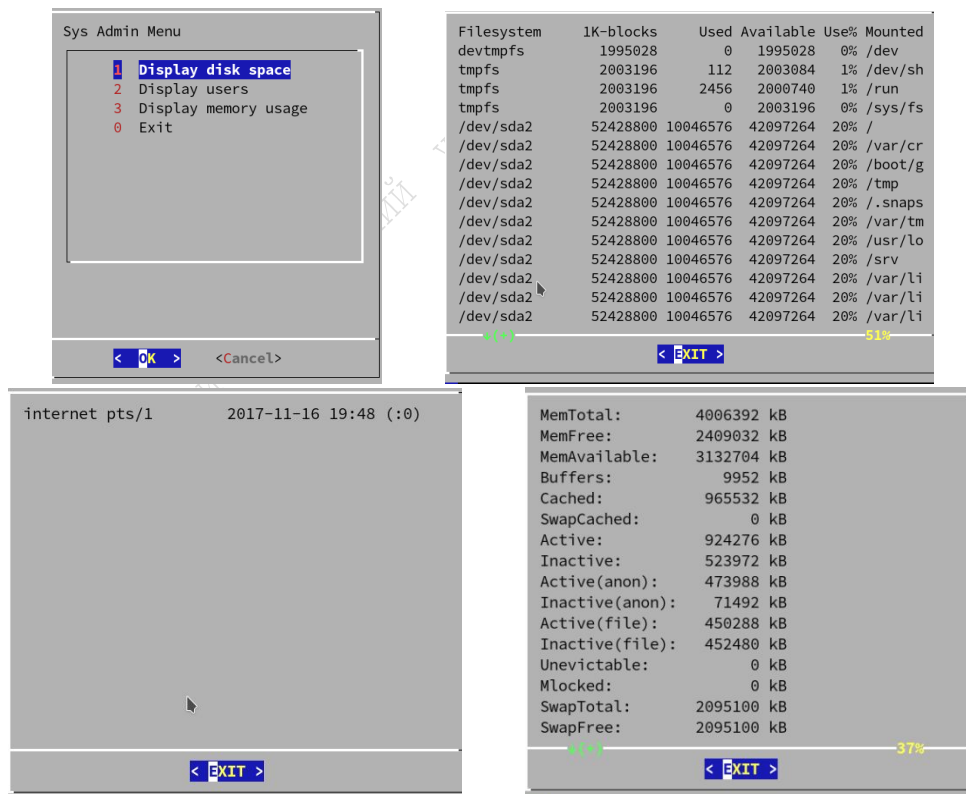 Sys Admin Menu
1 Display disk space
2 Display users
3 Display memory usage
0 Exit
< OK > <Cancel>
Filesystem 1K-blocks Used Available Use% Mounted
devtmpfs 1995028 0 1995028 0% /dev
tmpfs 2003196 112 2003084 1% /dev/sh
tmpfs 2003196 2456 2000740 1% /run
tmpfs 2003196 0 2003196 0% /sys/fs
/dev/sda2 52428800 10046576 42097264 20% /
/dev/sda2 52428800 10046576 42097264 20% /var/cr
/dev/sda2 52428800 10046576 42097264 20% /boot/g
/dev/sda2 52428800 10046576 42097264 20% /tmp
/dev/sda2 52428800 10046576 42097264 20% /.snaps
/dev/sda2 52428800 10046576 42097264 20% /var/tm
/dev/sda2 52428800 10046576 42097264 20% /usr/lo
/dev/sda2 52428800 10046576 42097264 20% /srv
/dev/sda2 52428800 10046576 42097264 20% /var/li
/dev/sda2 52428800 10046576 42097264 20% /var/li
/dev/sda2 52428800 10046576 42097264 20% /var/li
51%
< EXIT >
internet pts/1 2017-11-16 19:48 (:0)
< EXIT >
MemTotal: 4006392 kB
MemFree: 2409032 kB
MemAvailable: 3132704 kB
Buffers: 9952 kB
Cached: 965532 kB
SwapCached: 0 kB
Active: 924276 kB
Inactive: 523972 kB
Active(anon): 473988 kB
Inactive(anon): 71492 kB
Active(file): 450288 kB
Inactive(file): 452480 kB
Unevictable: 0 kB
Mlocked: 0 kB
SwapTotal: 2095100 kB
SwapFree: 2095100 kB
37%
< EXIT >